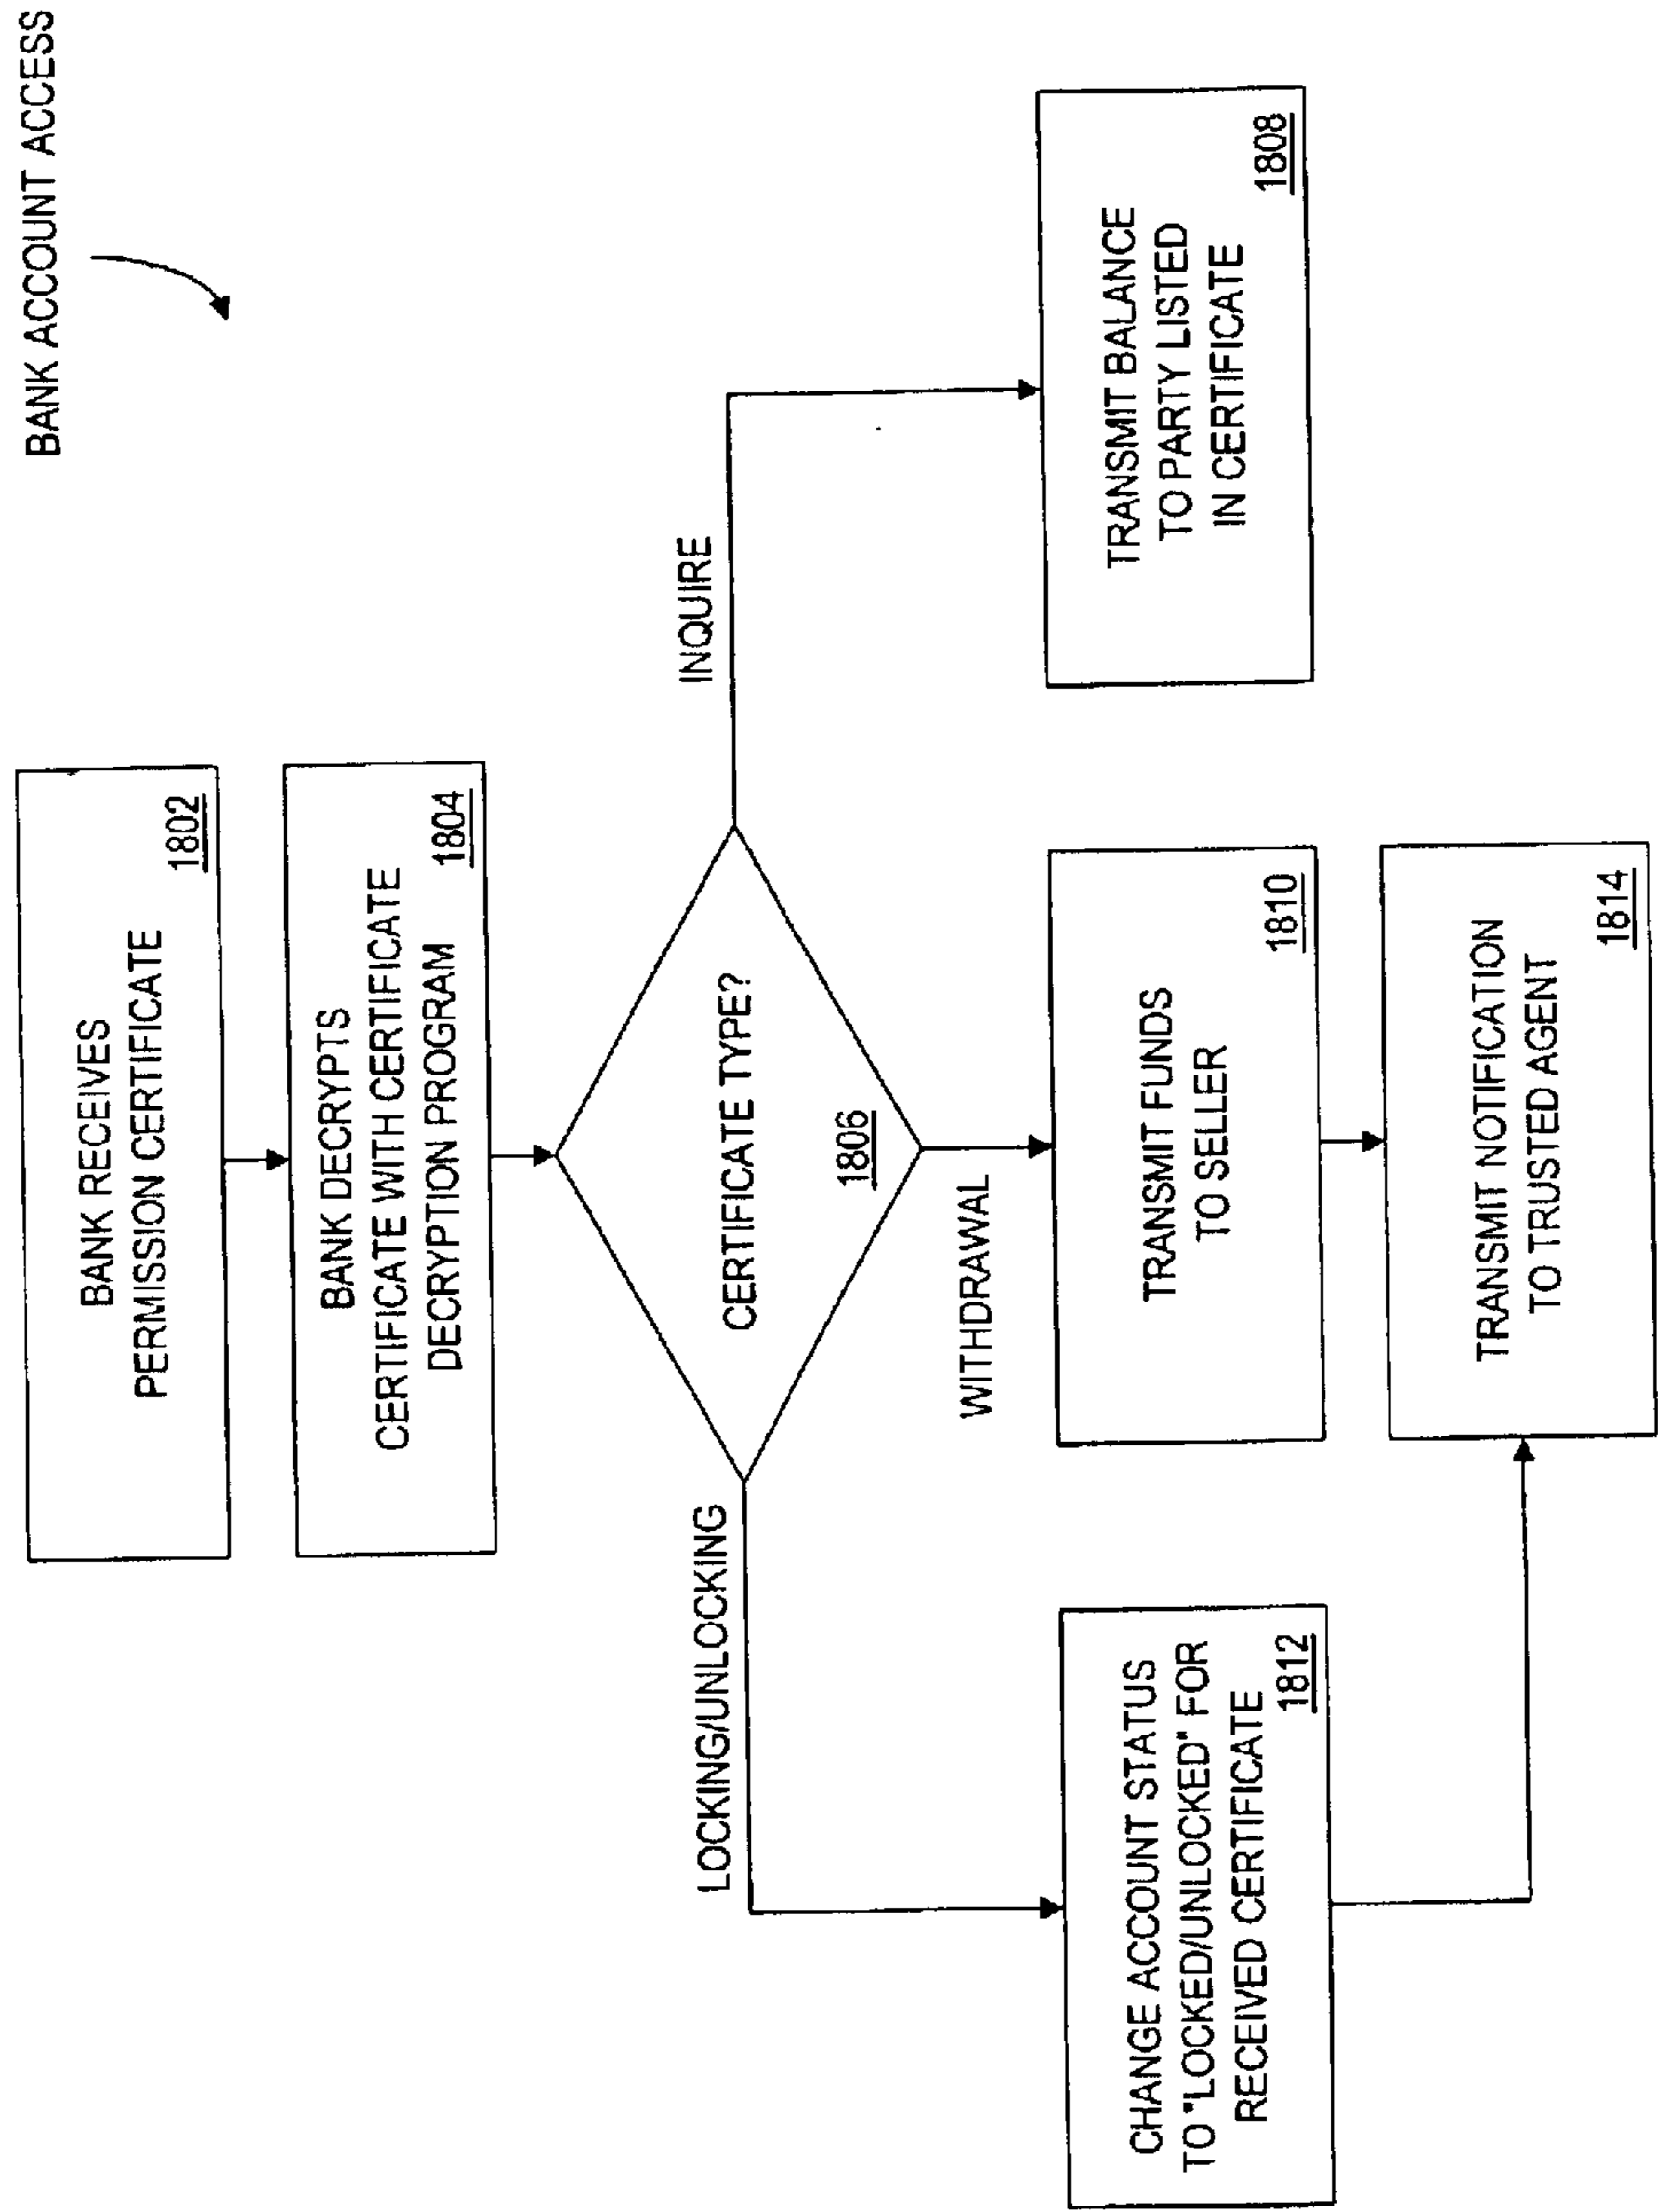 BANK ACCOUNT ACCESS
BANK RECEIVES
PERMISSION CERTIFICATE
1802
BANK DECRYPTS
CERTIFICATE WITH CERTIFICATE
DECRYPTION PROGRAM
1804
CERTIFICATE TYPE?
1806
LOCKING/UNLOCKING
WITHDRAWAL
INQUIRE
CHANGE ACCOUNT STATUS
TO "LOCKED/UNLOCKED" FOR
RECEIVED CERTIFICATE
1812
TRANSMIT FUNDS
TO SELLER
1810
TRANSMIT BALANCE
TO PARTY LISTED
IN CERTIFICATE
1808
TRANSMIT NOTIFICATION
TO TRUSTED AGENT
1814